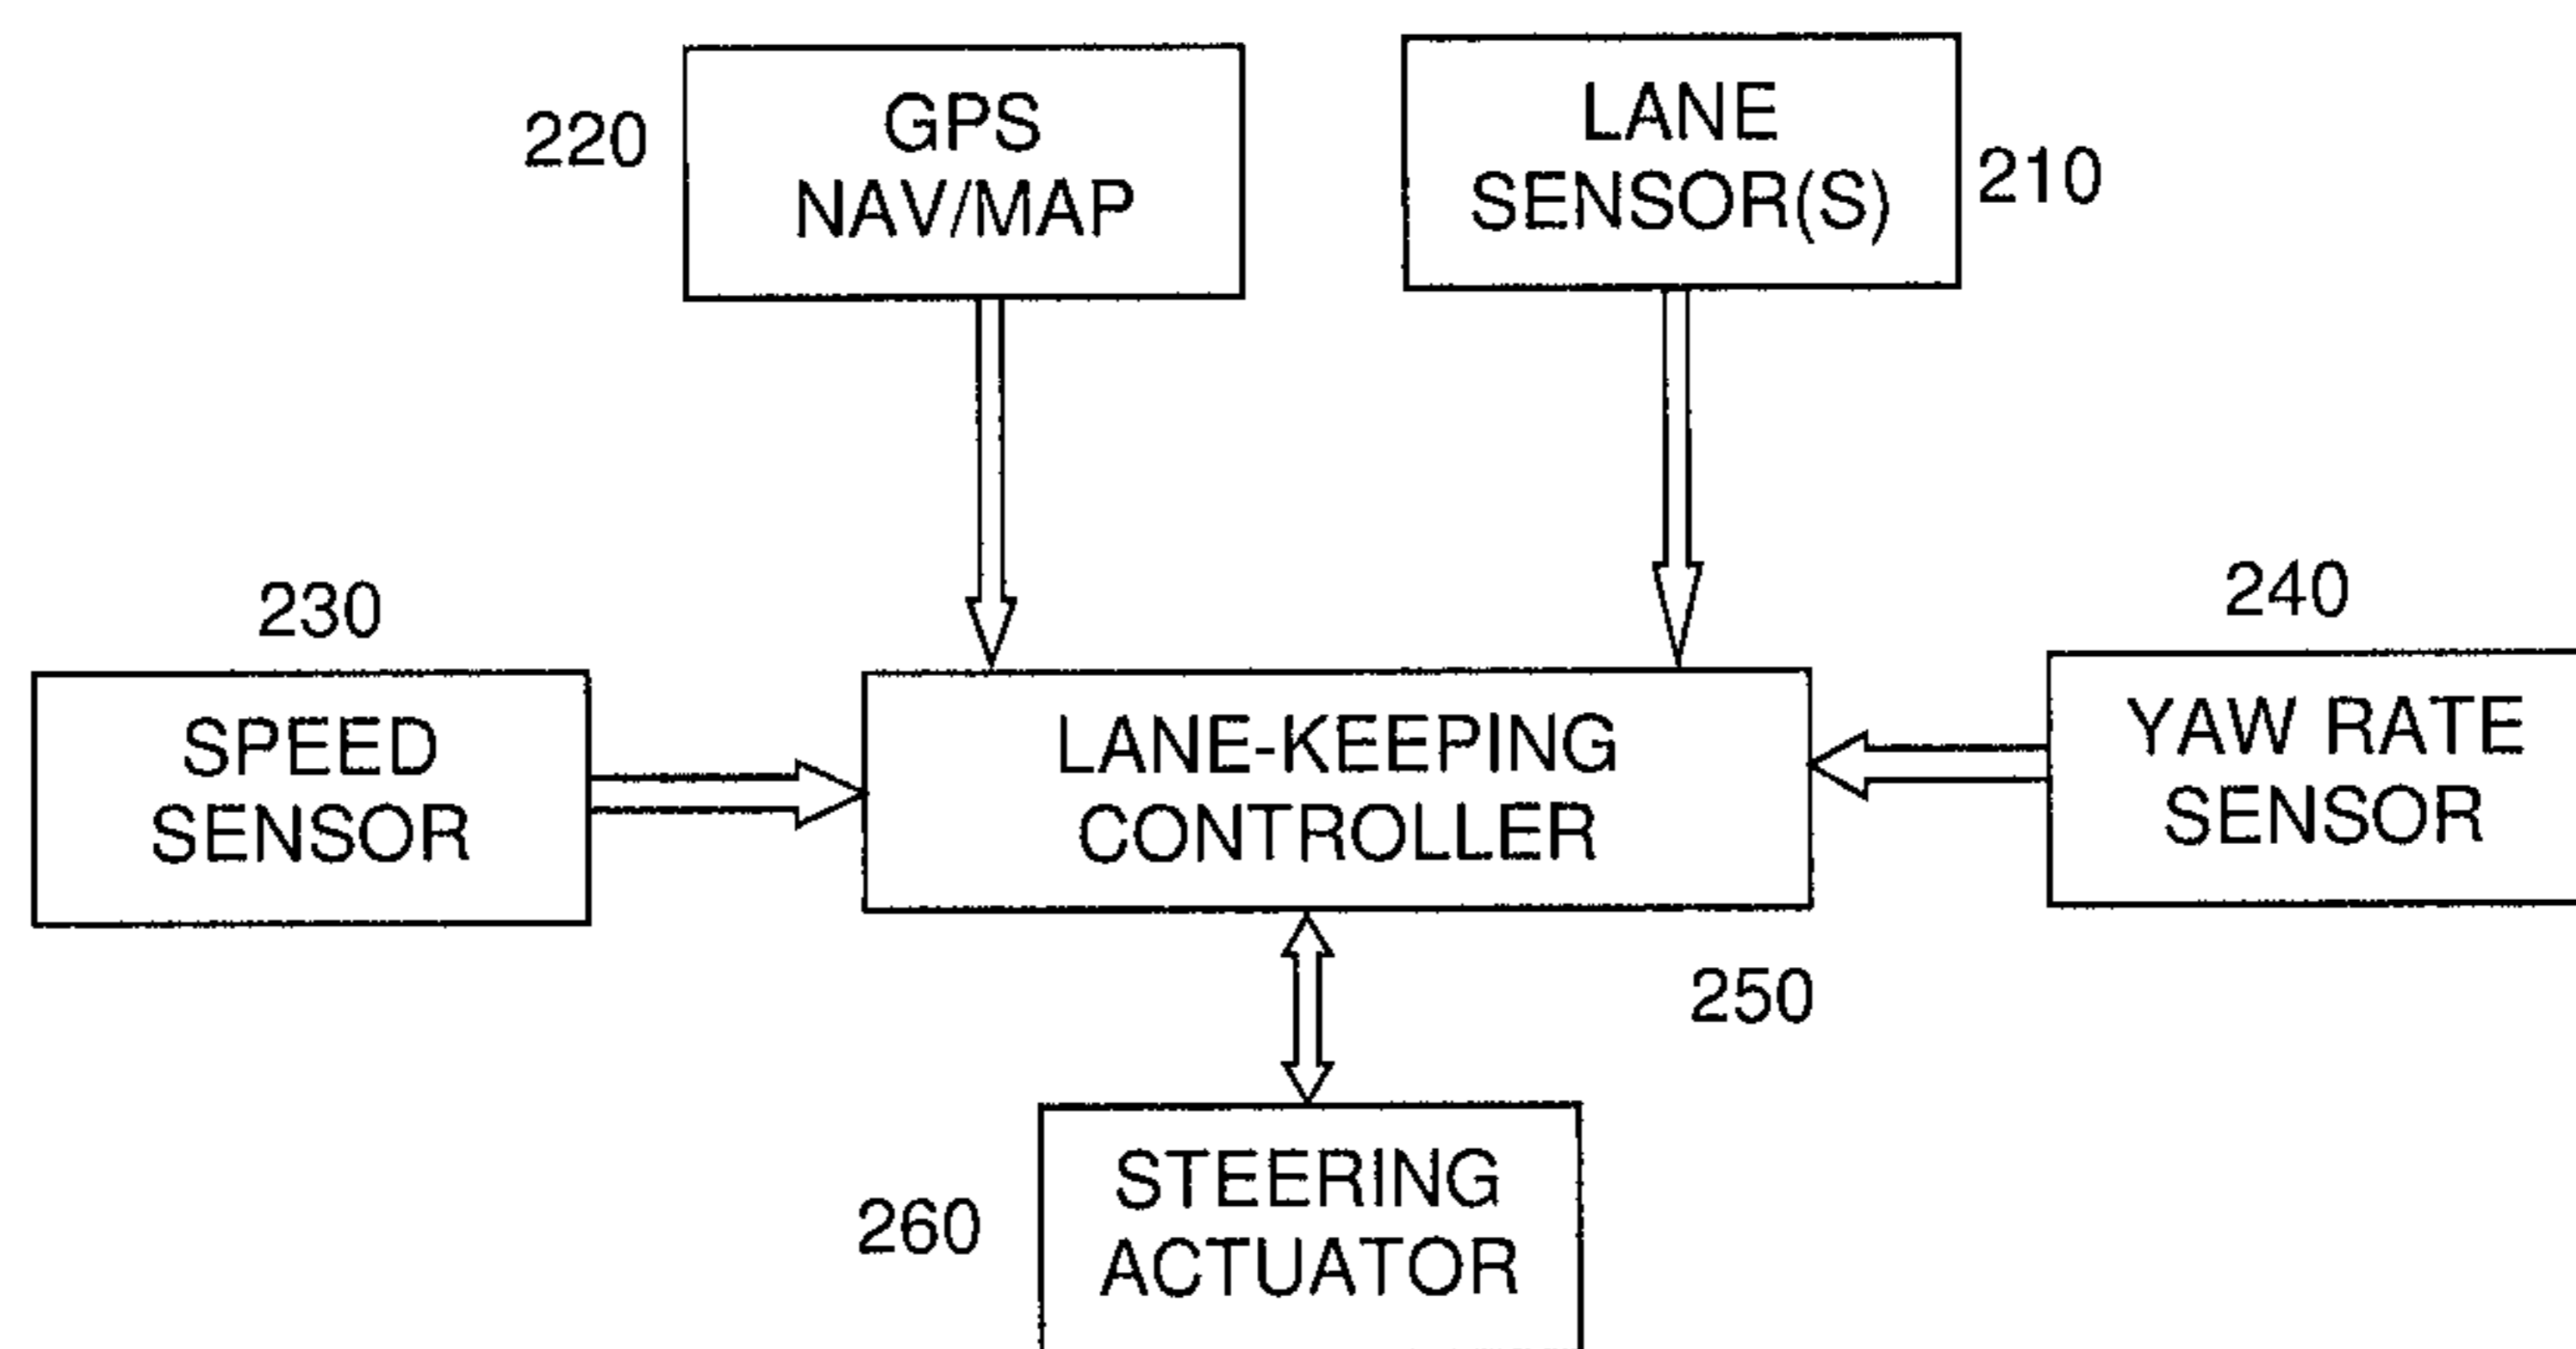 220
GPS
NAV/MAP
LANE
SENSOR(S)
210
230
SPEED
SENSOR
LANE-KEEPING
CONTROLLER
240
YAW RATE
SENSOR
250
260
STEERING
ACTUATOR